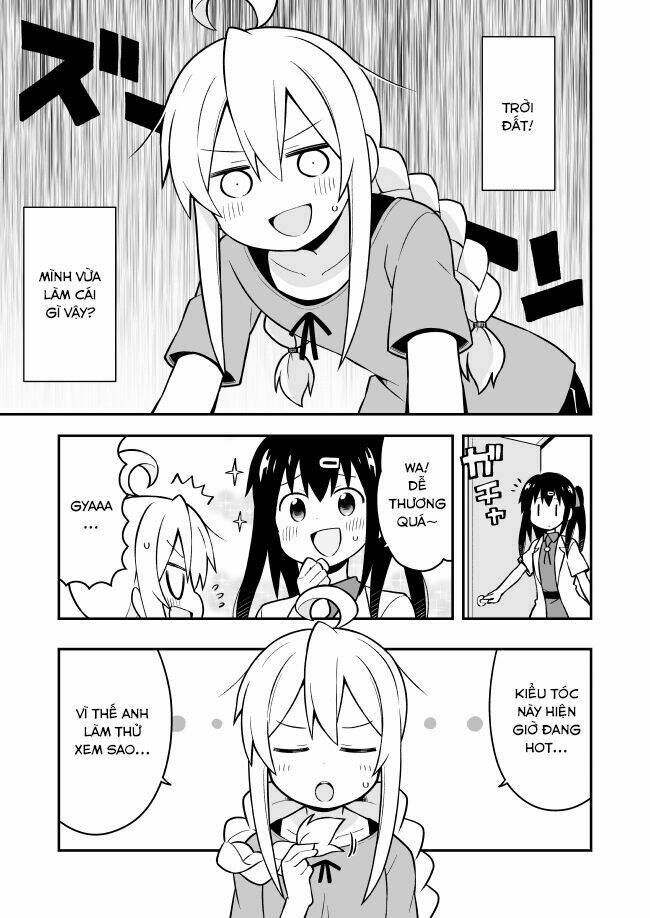 ズーン
TRỜI
ĐẤT!
MÌNH VỪA
LÀM CÁI
GÌ VẬY?
ガチャ
WA!
DỄ
THƯƠNG
QUÁ~
GYAAA
...
KIỂU TÓC
NÀY HIỆN
GIỜ ĐANG
HOT...
VÌ THẾ ANH
LÀM THỬ
XEM SAO...